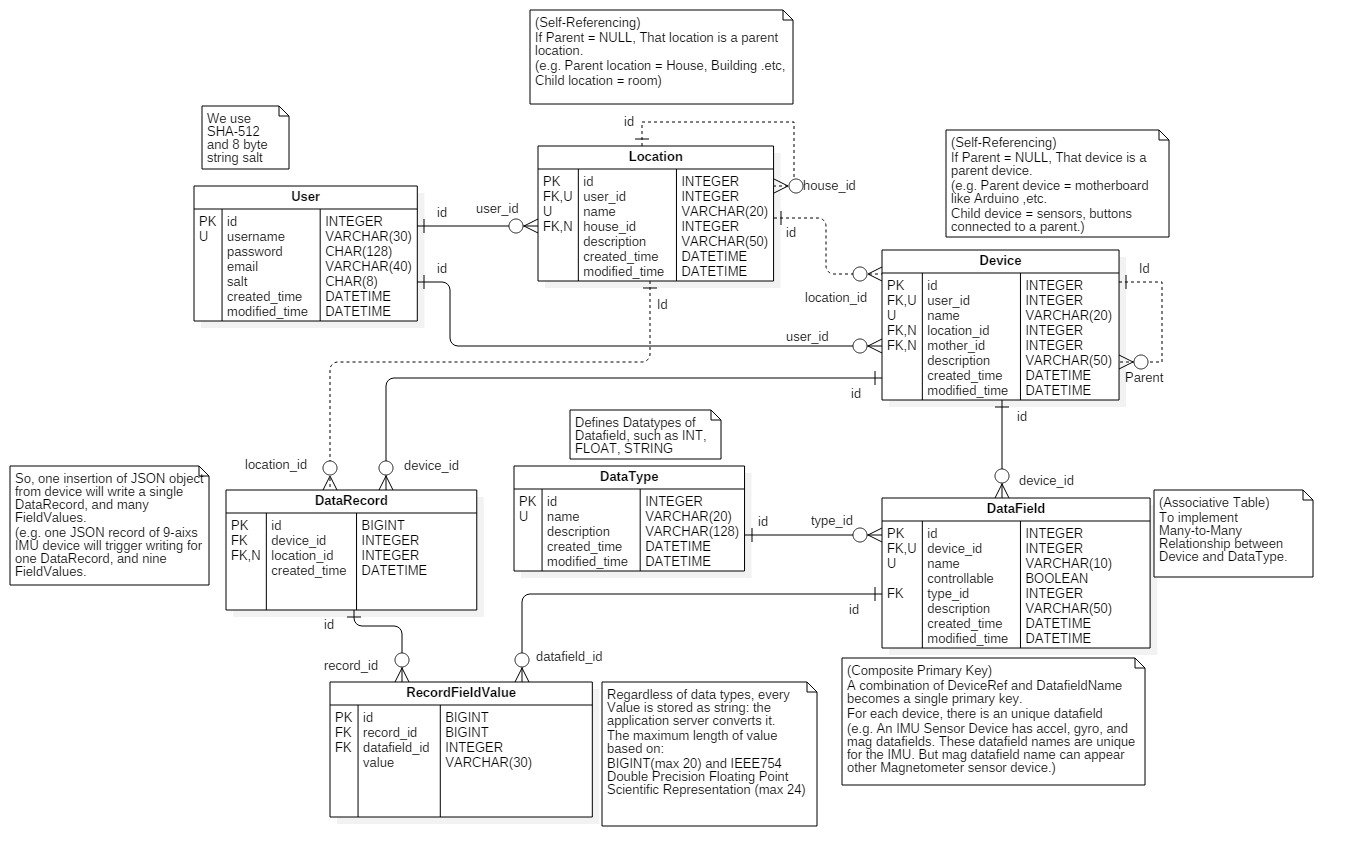 (Self-Referencing)
If Parent = NULL, That location is a parent
location.
(e.g. Parent location = House, Building .etc,
Child location = room)
We use
SHA-512
and 8 byte
string salt
(Self-Referencing)
If Parent = NULL, That device is a
parent device.
(e.g. Parent device = motherboard
like Arduino ,etc.
Child device = sensors, buttons
connected to a parent.)
User
PK id INTEGER
U username VARCHAR(30)
password CHAR(128)
email VARCHAR(40)
salt CHAR(8)
created_time DATETIME
modified_time DATETIME
id
user_id
id
user_id
id
Location
PK id INTEGER
FK,U user_id INTEGER
U name VARCHAR(20)
FK,N house_id INTEGER
description VARCHAR(50)
created_time DATETIME
modified_time DATETIME
house_id
id
location_id
Id
Device
PK id INTEGER
FK,U user_id INTEGER
U name VARCHAR(20)
FK,N location_id INTEGER
FK,N mother_id INTEGER
description VARCHAR(50)
created_time DATETIME
modified_time DATETIME
Id
Parent
id
id
device_id
location_id
device_id
Defines Datatypes of
Datafield, such as INT,
FLOAT, STRING
So, one insertion of JSON object
from device will write a single
DataRecord, and many
FieldValues.
(e.g. one JSON record of 9-aixs
IMU device will trigger writing for
one DataRecord, and nine
FieldValues.
DataRecord
PK id BIGINT
FK device_id INTEGER
FK,N location_id INTEGER
created_time DATETIME
DataType
PK id INTEGER
U name VARCHAR(20)
description VARCHAR(128)
created_time DATETIME
modified_time DATETIME
id
type_id
DataField
PK id INTEGER
FK,U device_id INTEGER
U name VARCHAR(10)
controllable BOOLEAN
FK type_id INTEGER
description VARCHAR(50)
created_time DATETIME
modified_time DATETIME
(Associative Table)
To implement
Many-to-Many
Relationship between
Device and DataType.
id
id
record_id
datafield_id
RecordFieldValue
PK id BIGINT
FK record_id BIGINT
FK datafield_id INTEGER
value VARCHAR(30)
Regardless of data types, every
Value is stored as string: the
application server converts it.
The maximum length of value
based on:
BIGINT(max 20) and IEEE754
Double Precision Floating Point
Scientific Representation (max 24)
(Composite Primary Key)
A combination of DeviceRef and DatafieldName
becomes a single primary key.
For each device, there is an unique datafield
(e.g. An IMU Sensor Device has accel, gyro, and
mag datafields. These datafield names are unique
for the IMU. But mag datafield name can appear
other Magnetometer sensor device.)